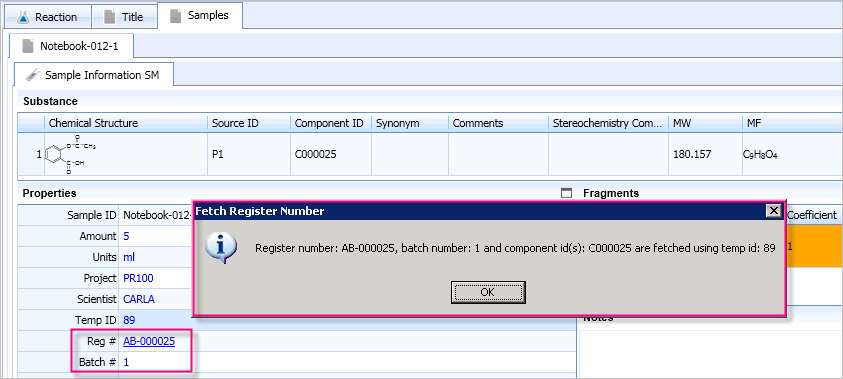 Reaction Title Samples
Notebook-012-1
Sample Information SM
Substance
Chemical Structure Source ID Component ID Synonym Comments Stereochemistry Com... MW MF
1 P1 C000025 180.157 C9H8O4
Properties Fragments
Sample ID Notebook-012- Coefficient
Fetch Register Number
Amount 5
Units ml
Register number: AB-000025, batch number: 1 and component id(s): C000025 are fetched using temp id: 89 1
Project PR100
Scientist CARLA
OK
Temp ID 89
Notes
Reg # AB-000025
Batch # 1